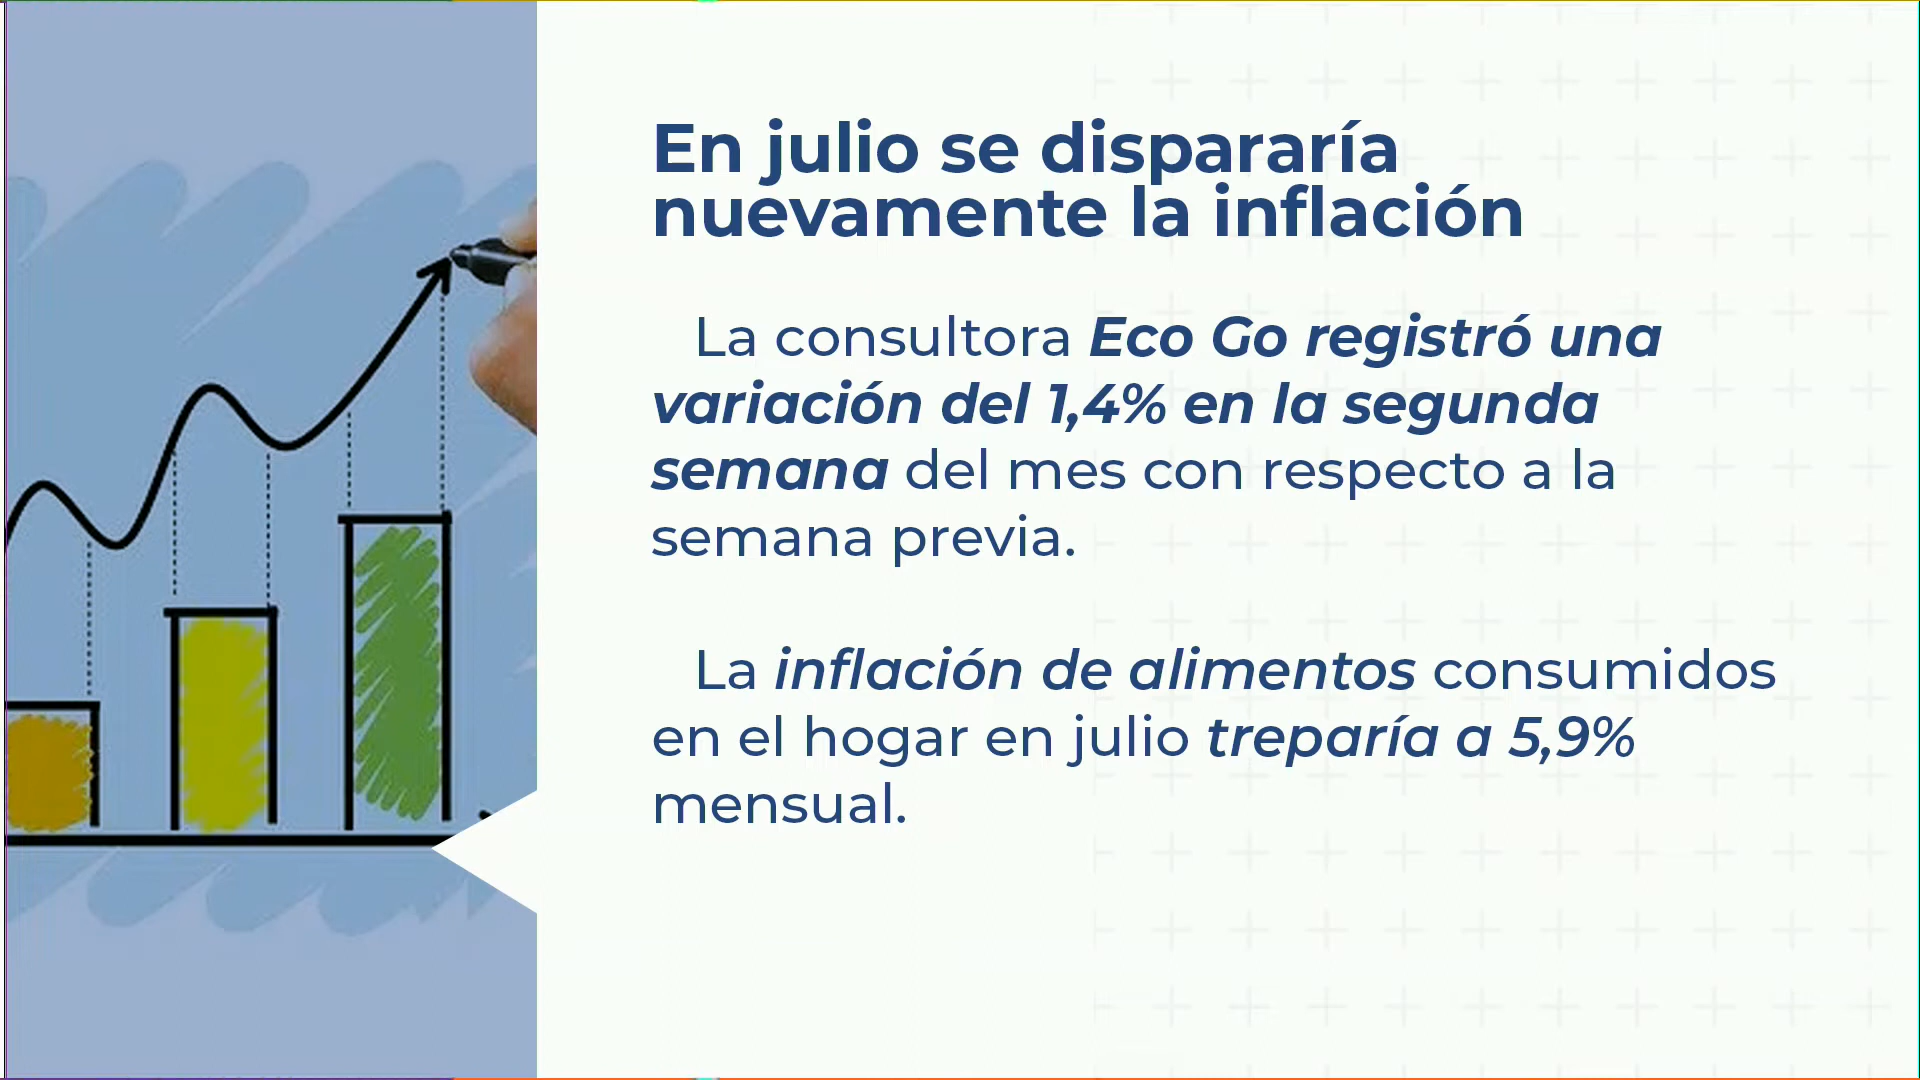 En julio se dispararía
nuevamente la inflación
La consultora Eco Go registró una
variación del 1,4% en la segunda
semana del mes con respecto a la
semana previa.
La inflación de alimentos consumidos
en el hogar en julio treparía a 5,9%
mensual.